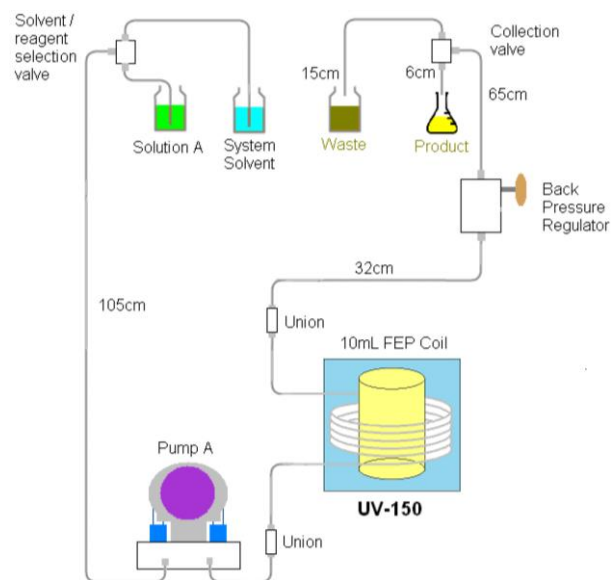 Solvent /
reagent
selection
valve
Solution A
System
Solvent
15cm
Waste
6cm
Product
Collection
valve
65cm
Back
Pressure
Regulator
32cm
105cm
Union
10mL FEP Coil
Pump A
UV-150
Union